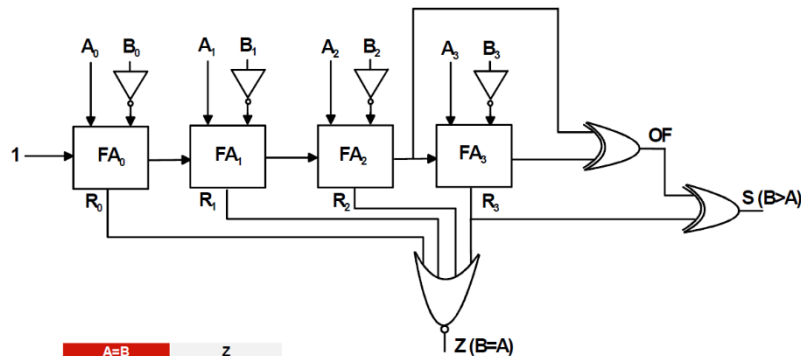 A₀ B₀ A₁ B₁ A₂ B₂ A₃ B₃
1 FA₀ FA₁ FA₂ FA₃ OF
R₀ R₁ R₂ R₃ S (B>A)
Z (B=A)
A=B Z